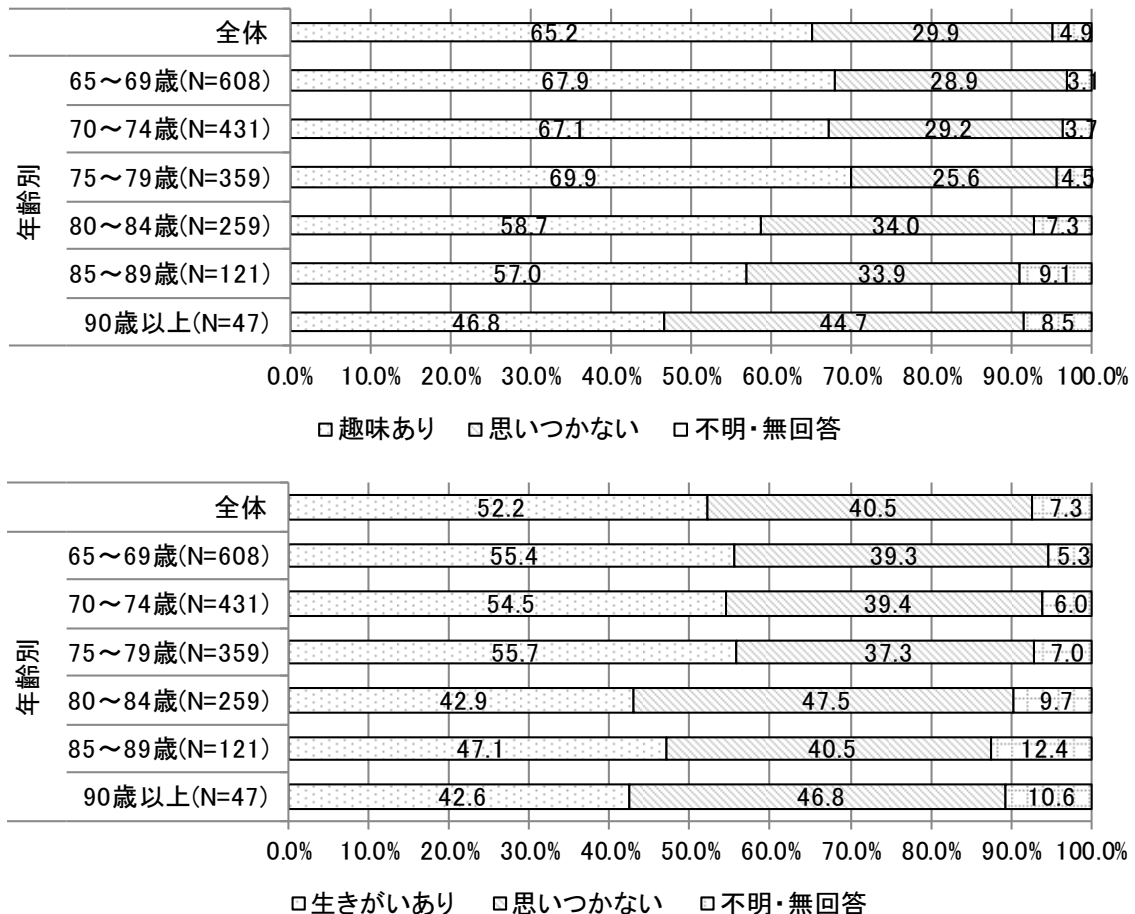 全体 65.2 29.9 4.9
年齢別
65～69歳(N=608) 67.9 28.9 3.1
70～74歳(N=431) 67.1 29.2 3.7
75～79歳(N=359) 69.9 25.6 4.5
80～84歳(N=259) 58.7 34.0 7.3
85～89歳(N=121) 57.0 33.9 9.1
90歳以上(N=47) 46.8 44.7 8.5
0.0% 10.0% 20.0% 30.0% 40.0% 50.0% 60.0% 70.0% 80.0% 90.0% 100.0%
趣味あり 思いつかない 不明・無回答
全体 52.2 40.5 7.3
年齢別
65～69歳(N=608) 55.4 39.3 5.3
70～74歳(N=431) 54.5 39.4 6.0
75～79歳(N=359) 55.7 37.3 7.0
80～84歳(N=259) 42.9 47.5 9.7
85～89歳(N=121) 47.1 40.5 12.4
90歳以上(N=47) 42.6 46.8 10.6
0.0% 10.0% 20.0% 30.0% 40.0% 50.0% 60.0% 70.0% 80.0% 90.0% 100.0%
生きがいあり 思いつかない 不明・無回答